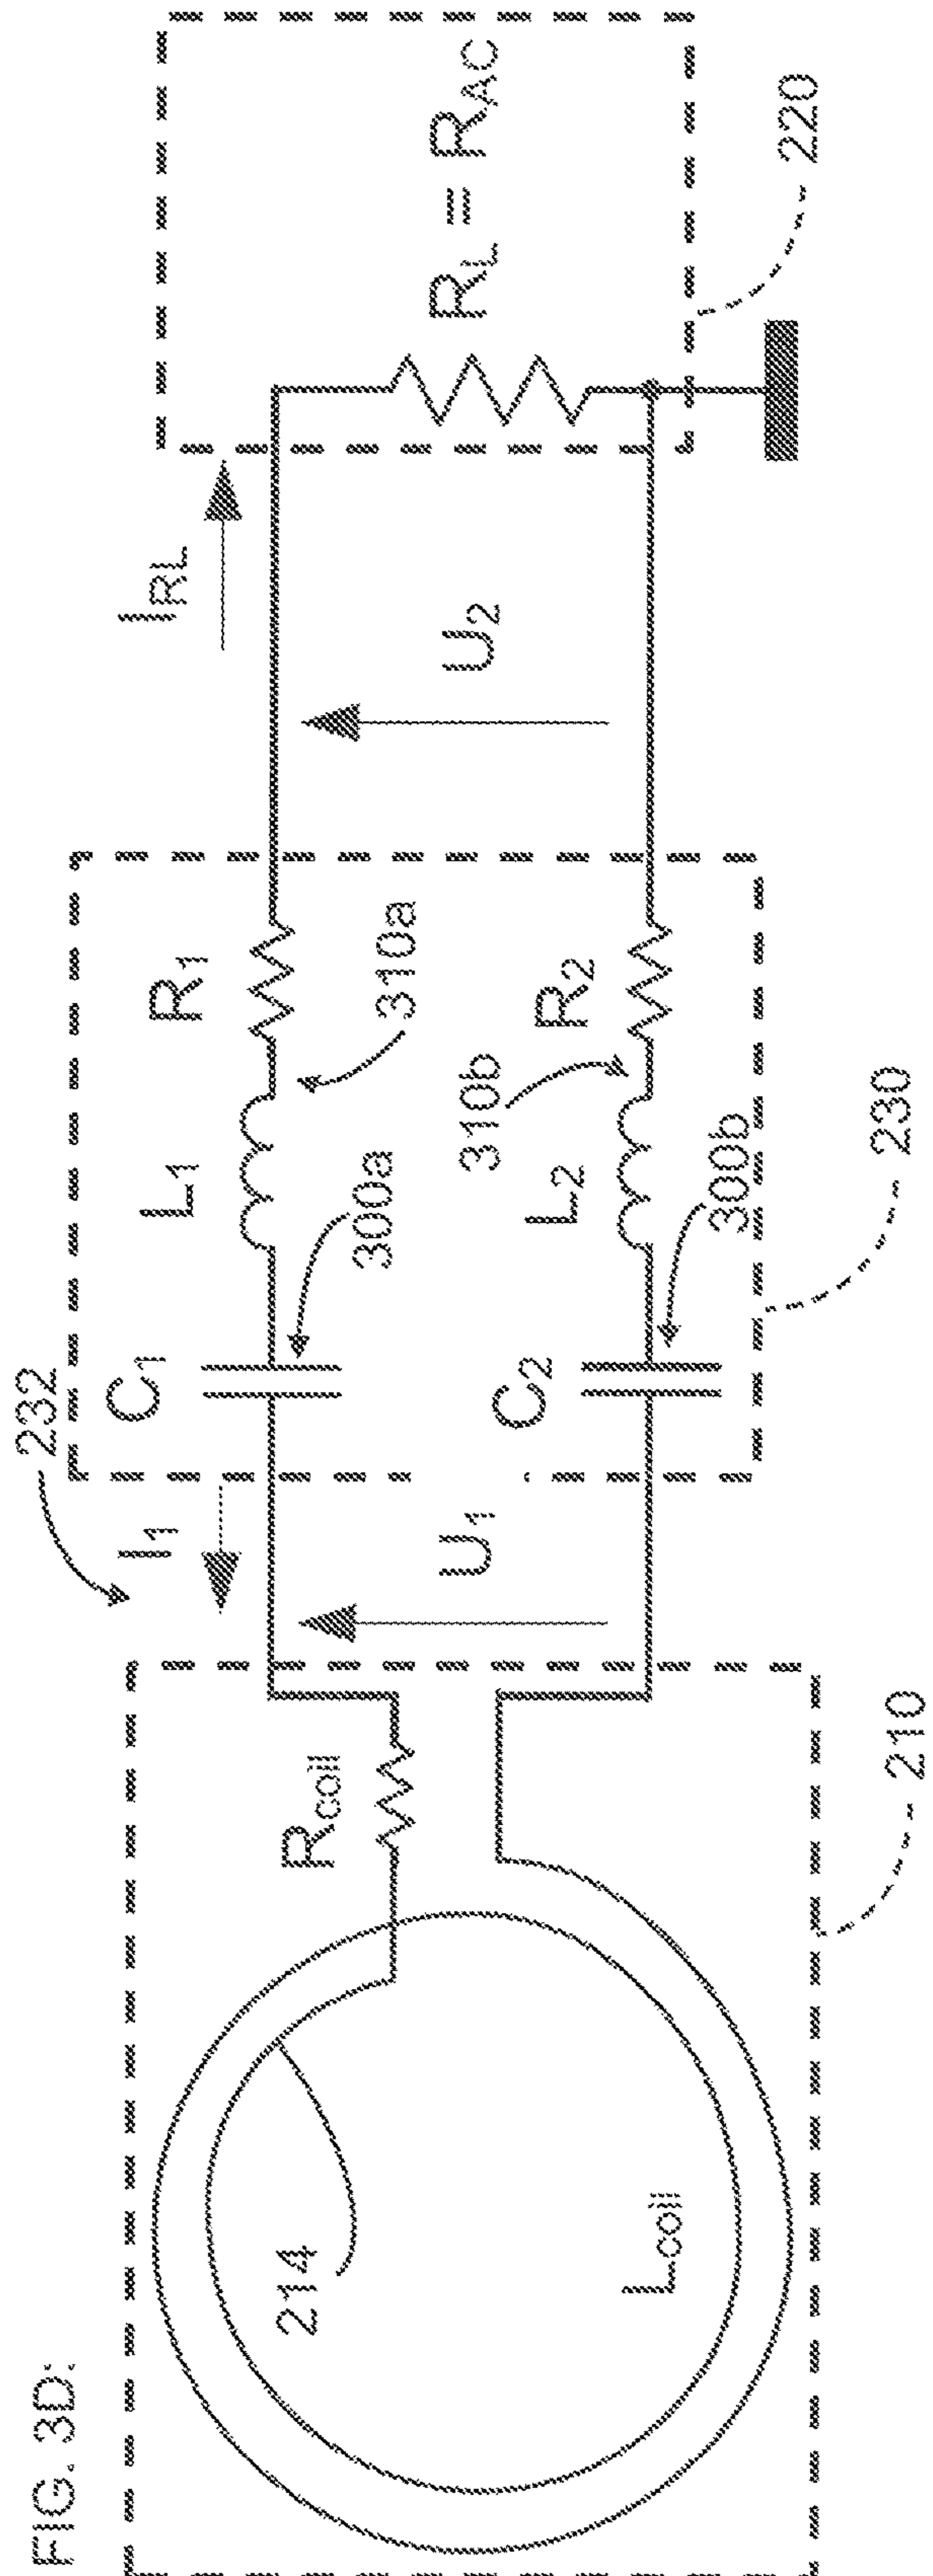 FIG. 3D:
232
I1
C1
L1
R1
IRL
300a
310a
Rcoil
214
U1
U2
RL = RAC
C2
L2
310b
R2
300b
Lcoil
210
230
220